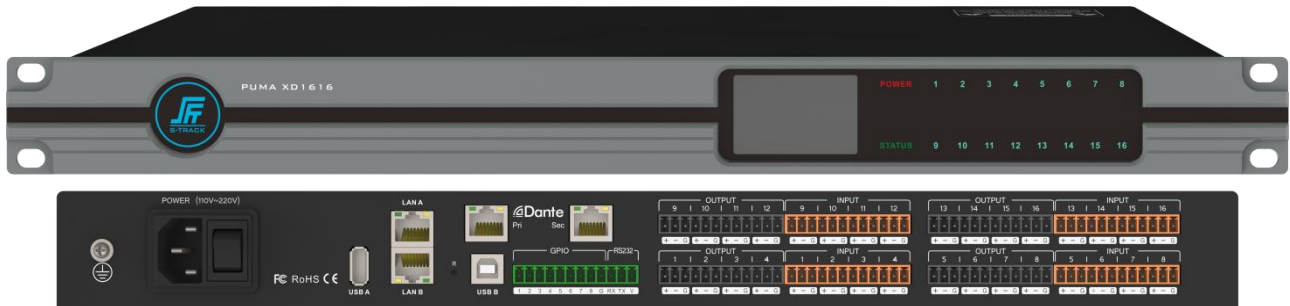 PUMA XD1616
S-TRACK
POWER 1 2 3 4 5 6 7 8
STATUS 9 10 11 12 13 14 15 16
POWER (110V~220V)
FC RoHS CE
USB A
LAN A
LAN B
Dante
Pri Sec
R
USB B
GPIO RS232
1 2 3 4 5 6 7 8 G RX TX V
OUTPUT INPUT
9 10 11 12 9 10 11 12
+ - G + - G + - G + - G + - G + - G + - G + - G
OUTPUT INPUT
1 2 3 4 1 2 3 4
+ - G + - G + - G + - G + - G + - G + - G + - G
OUTPUT INPUT
13 14 15 16 13 14 15 16
+ - G + - G + - G + - G + - G + - G + - G + - G
OUTPUT INPUT
5 6 7 8 5 6 7 8
+ - G + - G + - G + - G + - G + - G + - G + - G